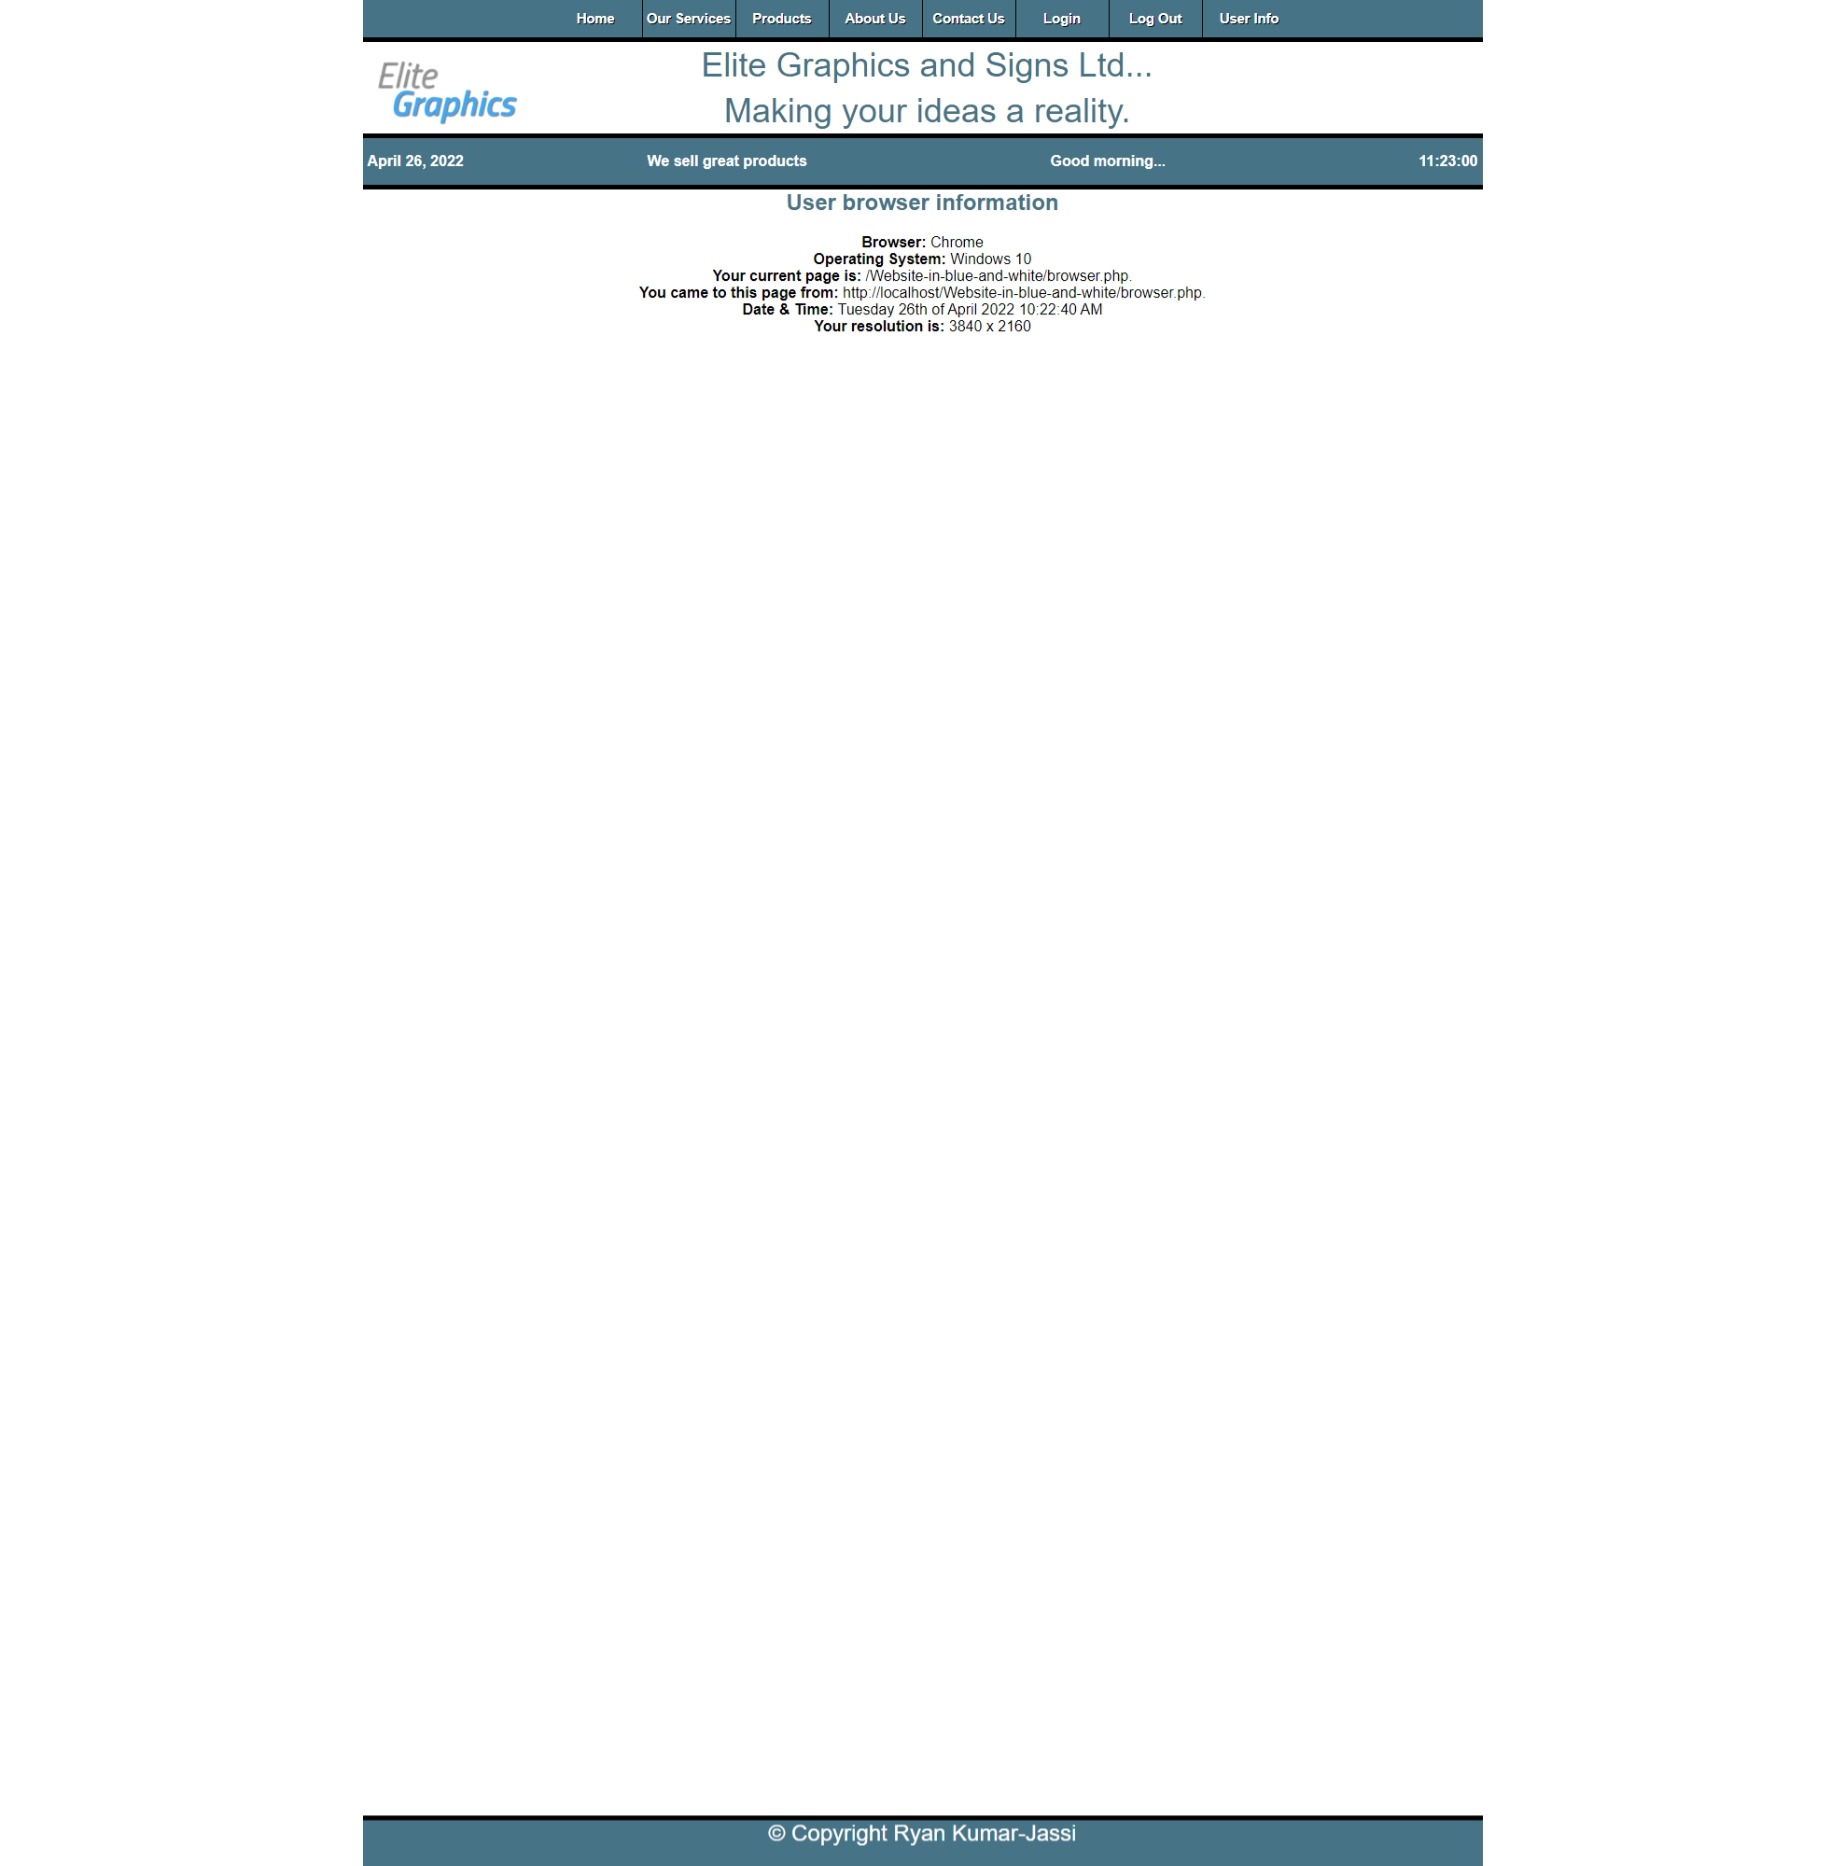 Home Our Services Products About Us Contact Us Login Log Out User Info
Elite
Graphics
Elite Graphics and Signs Ltd...
Making your ideas a reality.
April 26, 2022 We sell great products Good morning... 11:23:00
User browser information
Browser: Chrome
Operating System: Windows 10
Your current page is: /Website-in-blue-and-white/browser.php.
You came to this page from: http://localhost/Website-in-blue-and-white/browser.php.
Date & Time: Tuesday 26th of April 2022 10:22:40 AM
Your resolution is: 3840 x 2160
© Copyright Ryan Kumar-Jassi